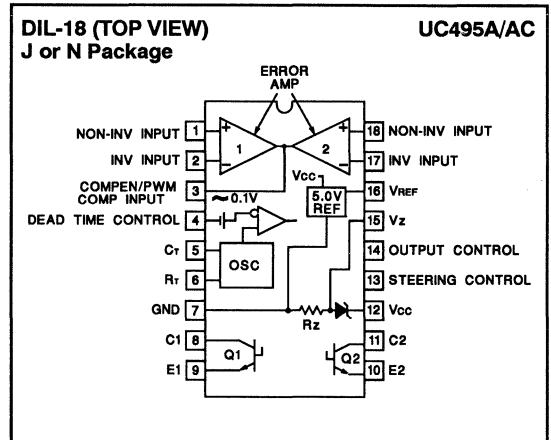 DIL-18 (TOP VIEW) UC495A/AC
J or N Package
ERROR
AMP
NON-INV INPUT 1 + 1 2 + 18 NON-INV INPUT
INV INPUT 2 – – 17 INV INPUT
COMPEN/PWM
COMP INPUT 3 ~ 0.1V Vcc 5.0V REF 16 VREF
DEAD TIME CONTROL 4 15 Vz
CT 5 OSC 14 OUTPUT CONTROL
RT 6 13 STEERING CONTROL
GND 7 Rz 12 Vcc
C1 8 Q1 Q2 11 C2
E1 9 10 E2